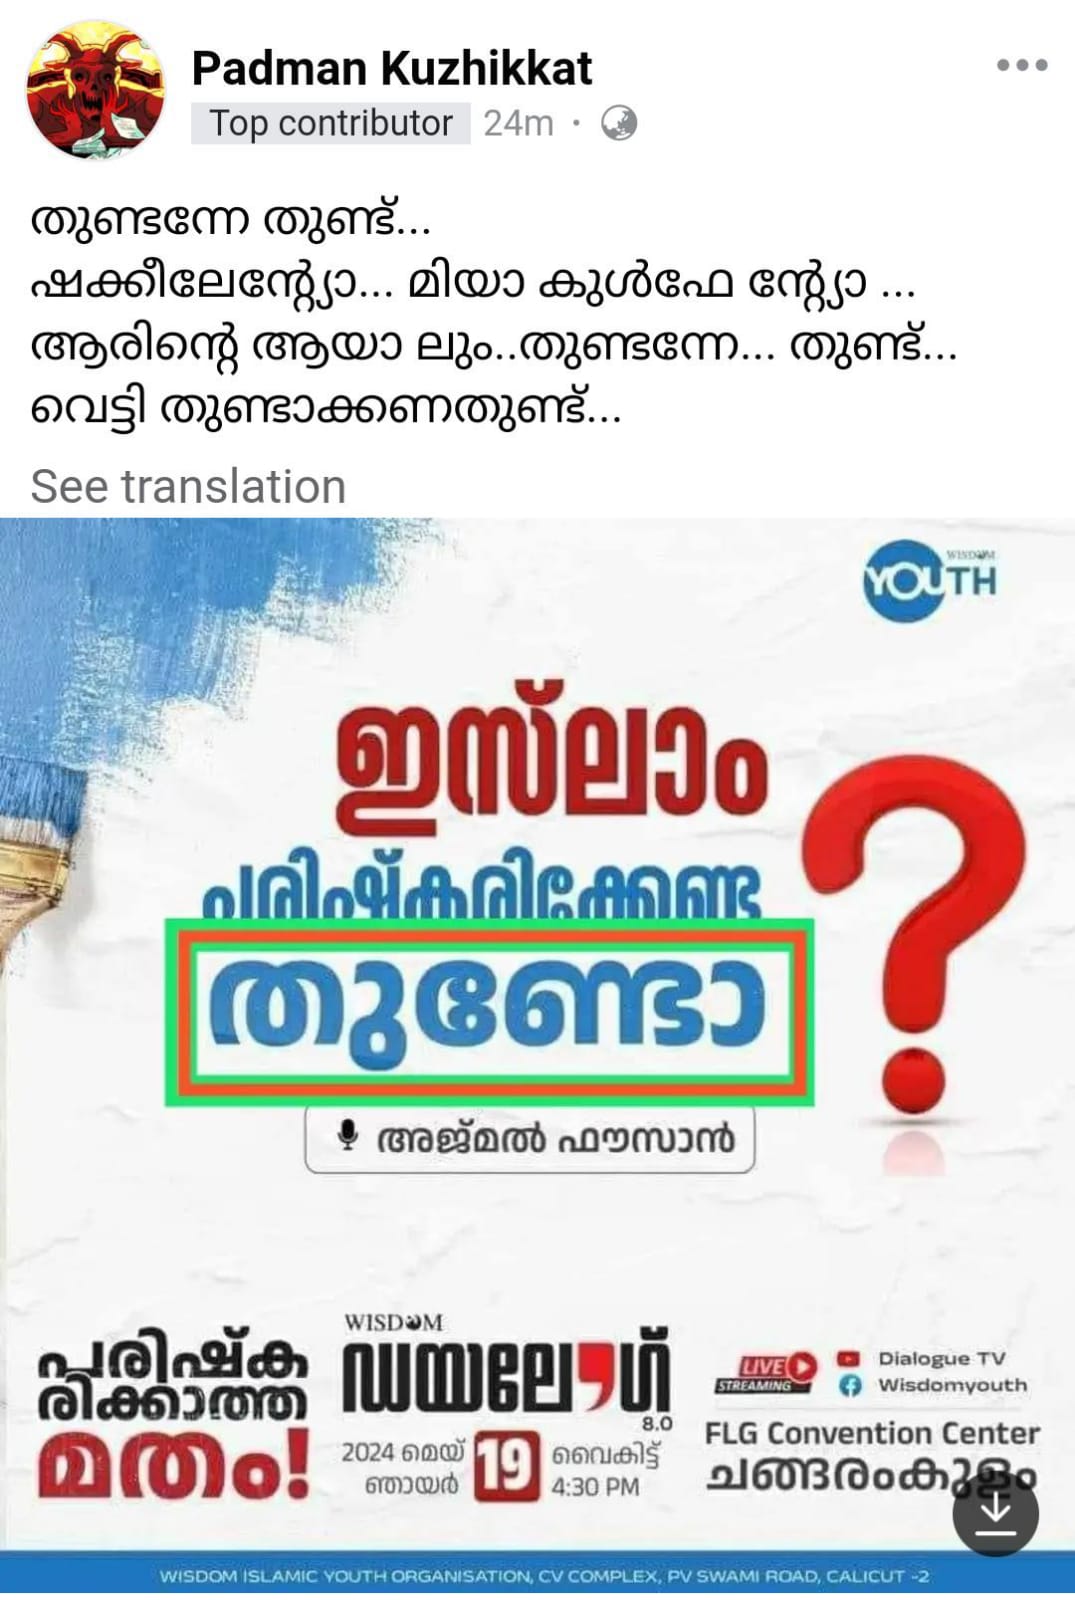 Padman Kuzhikkat
Top contributor 24m ·
തുണ്ടന്നേ തുണ്ട്...
ഷക്കീലേന്റ്യോ... മിയാ കുൾഫേ ന്റ്യോ ...
ആരിന്റെ ആയാ ലും..തുണ്ടന്നേ... തുണ്ട്...
വെട്ടി തുണ്ടാക്കണതുണ്ട്...
See translation
WISDOM
YOUTH
ഇസ്‌ലാം
പരിഷ്കരിക്കേണ്ട
തുണ്ടോ
?
അജ്മൽ ഫൗസാൻ
പരിഷ്ക
രിക്കാത്ത
മതം!
WISDOM
ഡയലോഗ്
8.0
2024 മെയ്
ഞായർ
19
വൈകിട്ട്
4:30 PM
LIVE
STREAMING
Dialogue TV
Wisdomyouth
FLG Convention Center
ചങ്ങരംകുളം
WISDOM ISLAMIC YOUTH ORGANISATION, CV COMPLEX, PV SWAMI ROAD, CALICUT -2